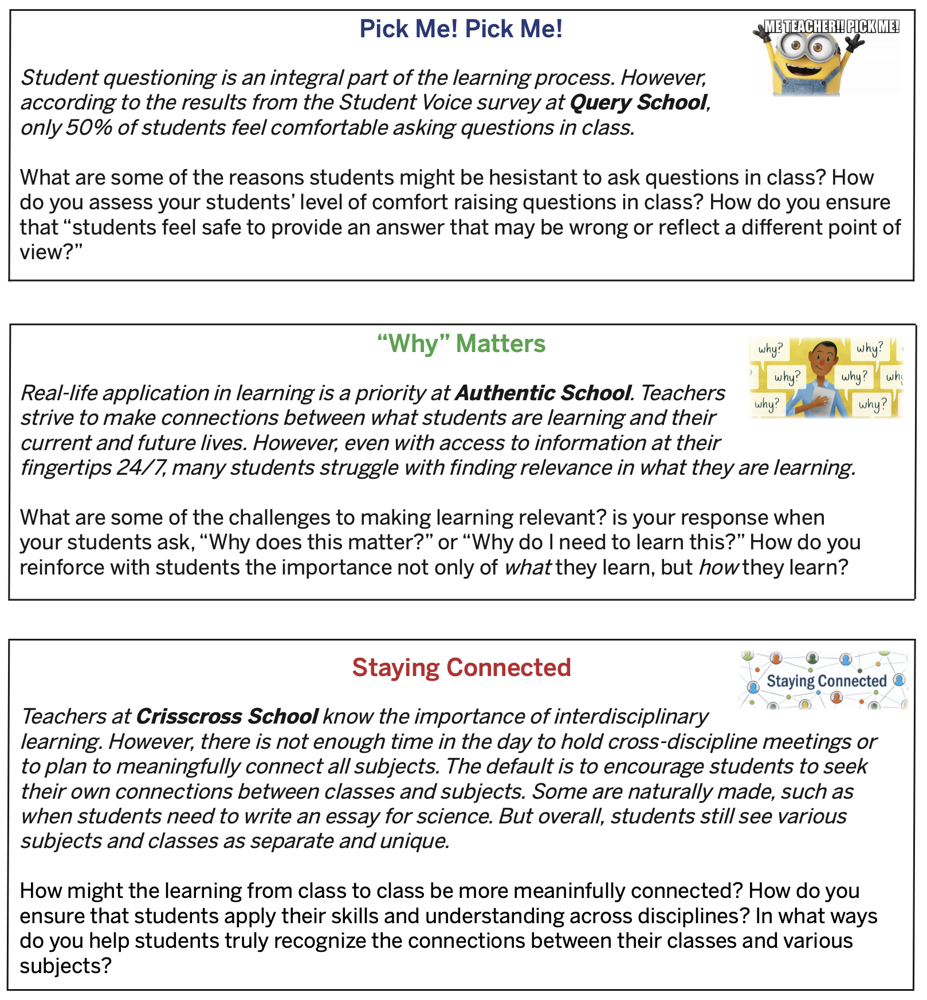 Pick Me! Pick Me!
ME TEACHER!! PICK ME!
Student questioning is an integral part of the learning process. However,
according to the results from the Student Voice survey at Query School,
only 50% of students feel comfortable asking questions in class.
What are some of the reasons students might be hesistant to ask questions in class? How
do you assess your students’ level of comfort raising questions in class? How do you ensure
that “students feel safe to provide an answer that may be wrong or reflect a different point of
view?”
“Why” Matters
why? why?
why? why? why
why? why?
Real-life application in learning is a priority at Authentic School. Teachers
strive to make connections between what students are learning and their
current and future lives. However, even with access to information at their
fingertips 24/7, many students struggle with finding relevance in what they are learning.
What are some of the challenges to making learning relevant? is your response when
your students ask, “Why does this matter?” or “Why do I need to learn this?” How do you
reinforce with students the importance not only of what they learn, but how they learn?
Staying Connected
Staying Connected
Teachers at Crisscross School know the importance of interdisciplinary
learning. However, there is not enough time in the day to hold cross-discipline meetings or
to plan to meaningfully connect all subjects. The default is to encourage students to seek
their own connections between classes and subjects. Some are naturally made, such as
when students need to write an essay for science. But overall, students still see various
subjects and classes as separate and unique.
How might the learning from class to class be more meaninfully connected? How do you
ensure that students apply their skills and understanding across disciplines? In what ways
do you help students truly recognize the connections between their classes and various
subjects?